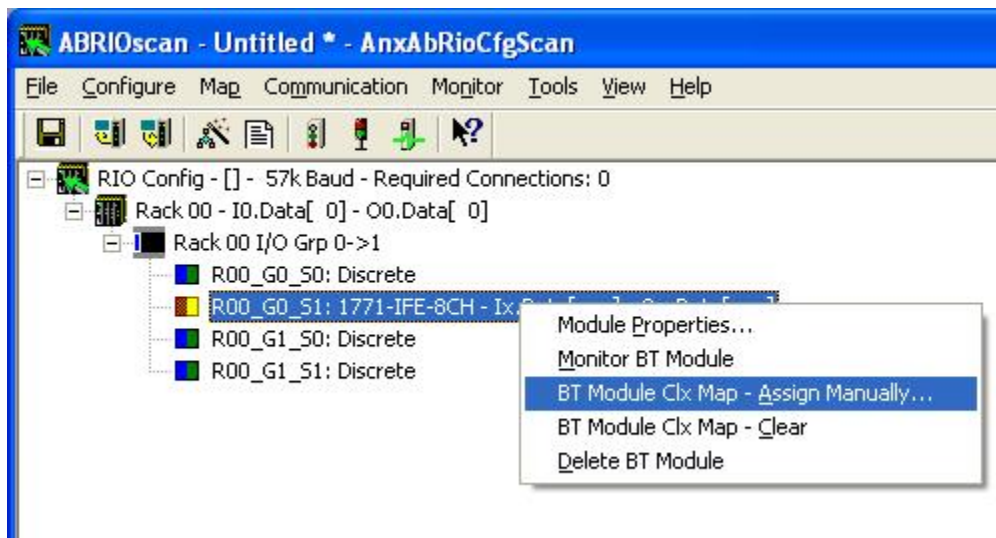 ABRIOscan - Untitled * - AnxAbRioCfgScan
File Configure Map Communication Monitor Tools View Help
RIO Config - [] - 57k Baud - Required Connections: 0
Rack 00 - I0.Data[ 0] - O0.Data[ 0]
Rack 00 I/O Grp 0->1
R00_G0_S0: Discrete
R00_G0_S1: 1771-IFE-8CH - Ix.
R00_G1_S0: Discrete
R00_G1_S1: Discrete
Module Properties...
Monitor BT Module
BT Module Clx Map - Assign Manually...
BT Module Clx Map - Clear
Delete BT Module